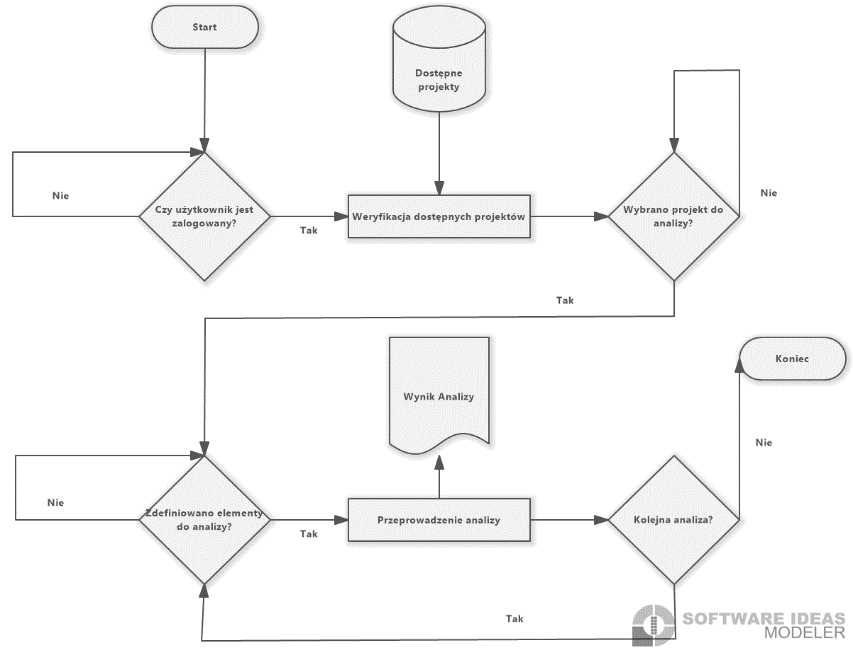 Start
Dostępne
projekty
Nie
Czy użytkownik jest
zalogowany?
Tak
Weryfikacja dostępnych projektów
Wybrano projekt do
analizy?
Nie
Tak
Wynik Analizy
Koniec
Nie
Nie
Zdefiniowano elementy
do analizy?
Tak
Przeprowadzenie analizy
Kolejna analiza?
Tak
SOFTWARE IDEAS
MODELER